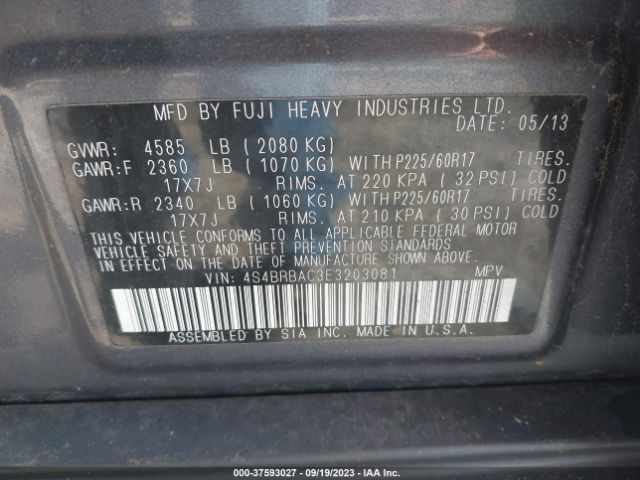 MFD BY FUJI HEAVY INDUSTRIES LTD.
DATE: 05/13
GVWR: 4585 LB ( 2080 KG)
GAWR:F 2360 LB ( 1070 KG) WITH P225/60R17 TIRES.
17X7J RIMS. AT 220 KPA ( 32 PSI) COLD
GAWR:R 2340 LB ( 1060 KG) WITH P225/60R17 TIRES.
17X7J RIMS. AT 210 KPA ( 30 PSI) COLD
THIS VEHICLE CONFORMS TO ALL APPLICABLE FEDERAL MOTOR
VEHICLE SAFETY AND THEFT PREVENTION STANDARDS
IN EFFECT ON THE DATE OF MANUFACTURE SHOWN ABOVE.
VIN: 4S4BRBAC3E3203081 MPV
ASSEMBLED BY SIA INC. MADE IN U.S.A.
000-37593027 - 09/19/2023 - IAA Inc.